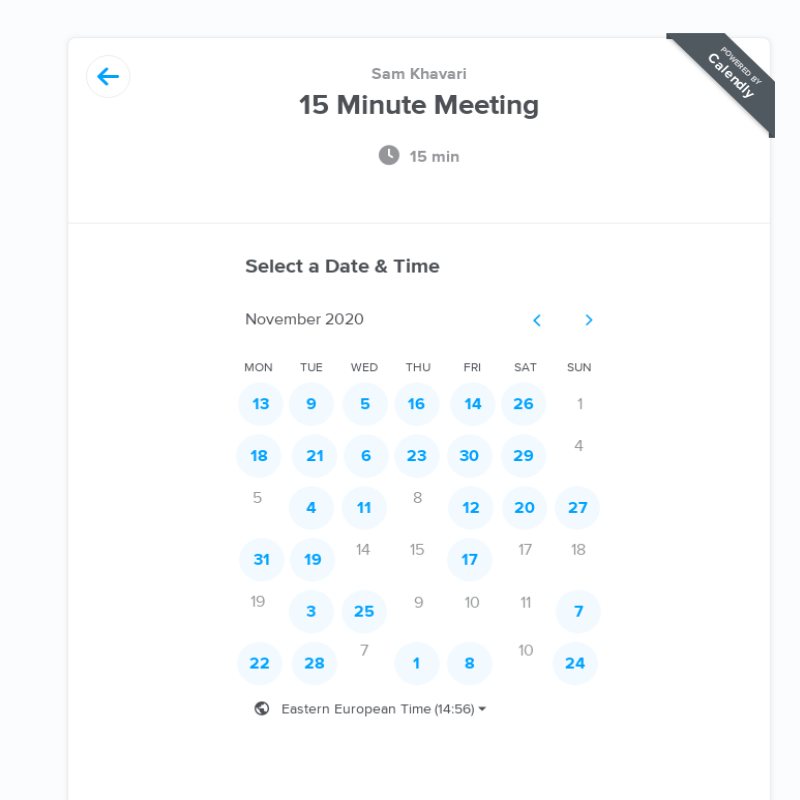 POWERED BY
Calendly
Sam Khavari
15 Minute Meeting
15 min
Select a Date & Time
November 2020
MON TUE WED THU FRI SAT SUN
13 9 5 16 14 26 1
18 21 6 23 30 29 4
5 4 11 8 12 20 27
31 19 14 15 17 17 18
19 3 25 9 10 11 7
22 28 7 1 8 10 24
Eastern European Time (14:56)